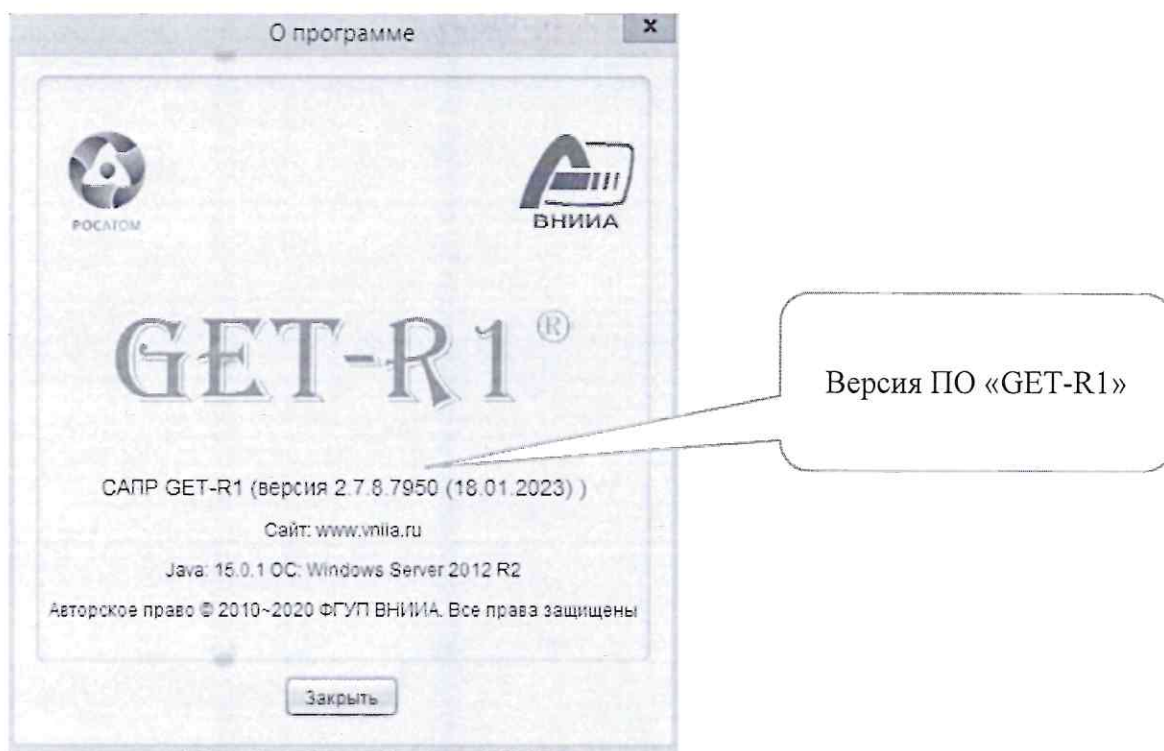 О программе
x
РОСАТОМ
ВНИИА
GET-R1 ®
Версия ПО «GET-R1»
САПР GET-R1 (версия 2.7.8.7950 (18.01.2023) )
Сайт: www.vniia.ru
Java: 15.0.1 ОС: Windows Server 2012 R2
Авторское право © 2010~2020 ФГУП ВНИИА. Все права защищены
Закрыть